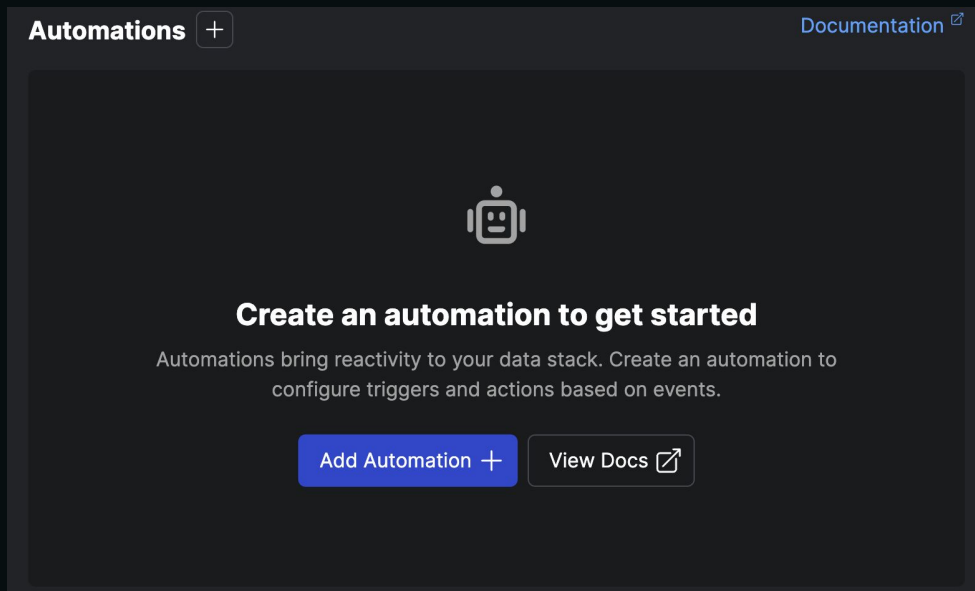 Automations
Documentation
Create an automation to get started
Automations bring reactivity to your data stack. Create an automation to
configure triggers and actions based on events.
Add Automation
View Docs